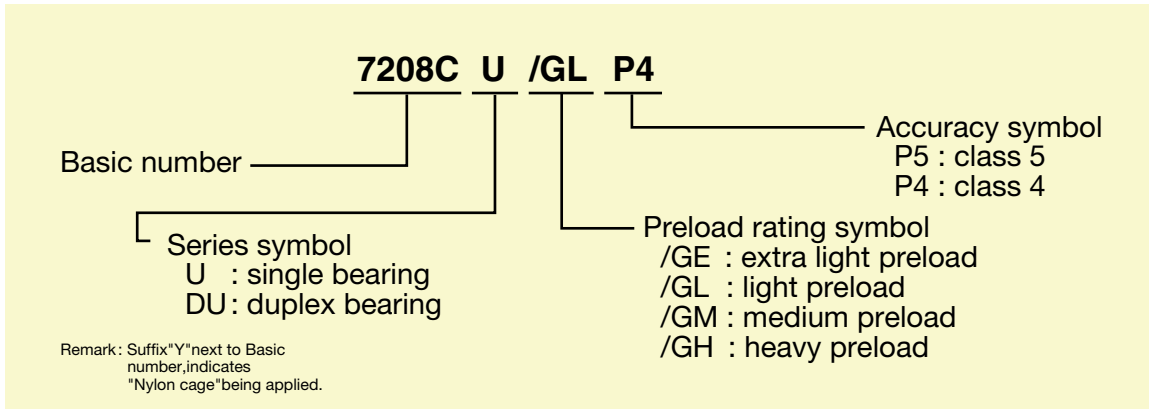 7208C U /GL P4
Accuracy symbol
P5 : class 5
P4 : class 4
Basic number
Preload rating symbol
/GE : extra light preload
/GL : light preload
/GM : medium preload
/GH : heavy preload
Series symbol
U : single bearing
DU : duplex bearing
Remark : Suffix"Y"next to Basic
number,indicates
"Nylon cage"being applied.